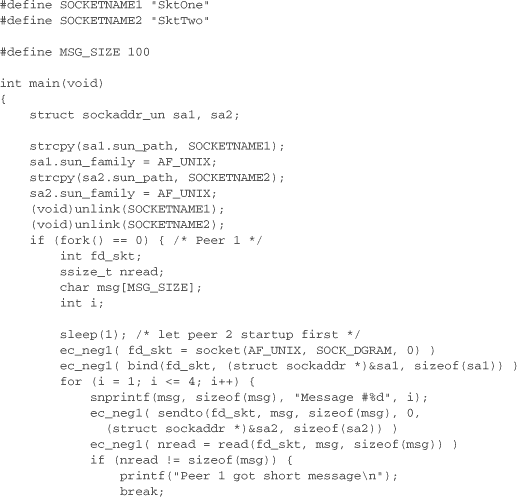 #define SOCKETNAME1 "SktOne"
#define SOCKETNAME2 "SktTwo"
#define MSG_SIZE 100
int main(void)
{
    struct sockaddr_un sa1, sa2;
    strcpy(sa1.sun_path, SOCKETNAME1);
    sa1.sun_family = AF_UNIX;
    strcpy(sa2.sun_path, SOCKETNAME2);
    sa2.sun_family = AF_UNIX;
    (void)unlink(SOCKETNAME1);
    (void)unlink(SOCKETNAME2);
    if (fork() == 0) { /* Peer 1 */
        int fd_skt;
        ssize_t nread;
        char msg[MSG_SIZE];
        int i;
        sleep(1); /* let peer 2 startup first */
        ec_neg1( fd_skt = socket(AF_UNIX, SOCK_DGRAM, 0) )
        ec_neg1( bind(fd_skt, (struct sockaddr *)&sa1, sizeof(sa1)) )
        for (i = 1; i <= 4; i++) {
            snprintf(msg, sizeof(msg), "Message #%d", i);
            ec_neg1( sendto(fd_skt, msg, sizeof(msg), 0,
              (struct sockaddr *)&sa2, sizeof(sa2)) )
            ec_neg1( nread = read(fd_skt, msg, sizeof(msg)) )
            if (nread != sizeof(msg)) {
                printf("Peer 1 got short message\n");
                break;